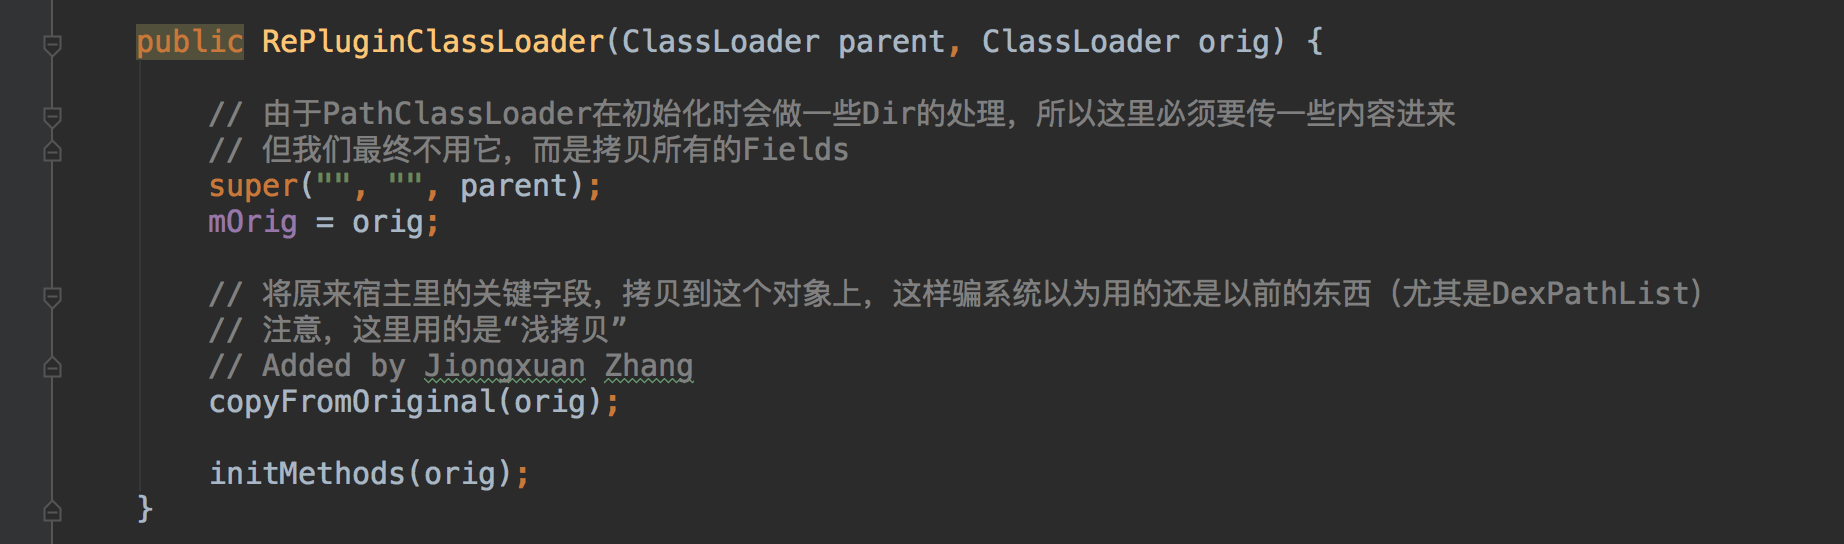 public RePluginClassLoader(ClassLoader parent, ClassLoader orig) {
// 由于PathClassLoader在初始化时会做一些Dir的处理，所以这里必须要传一些内容进来
// 但我们最终不用它，而是拷贝所有的Fields
super("", "", parent);
mOrig = orig;
// 将原来宿主里的关键字段，拷贝到这个对象上，这样骗系统以为用的还是以前的东西（尤其是DexPathList）
// 注意，这里用的是“浅拷贝”
// Added by Jiongxuan Zhang
copyFromOriginal(orig);
initMethods(orig);
}